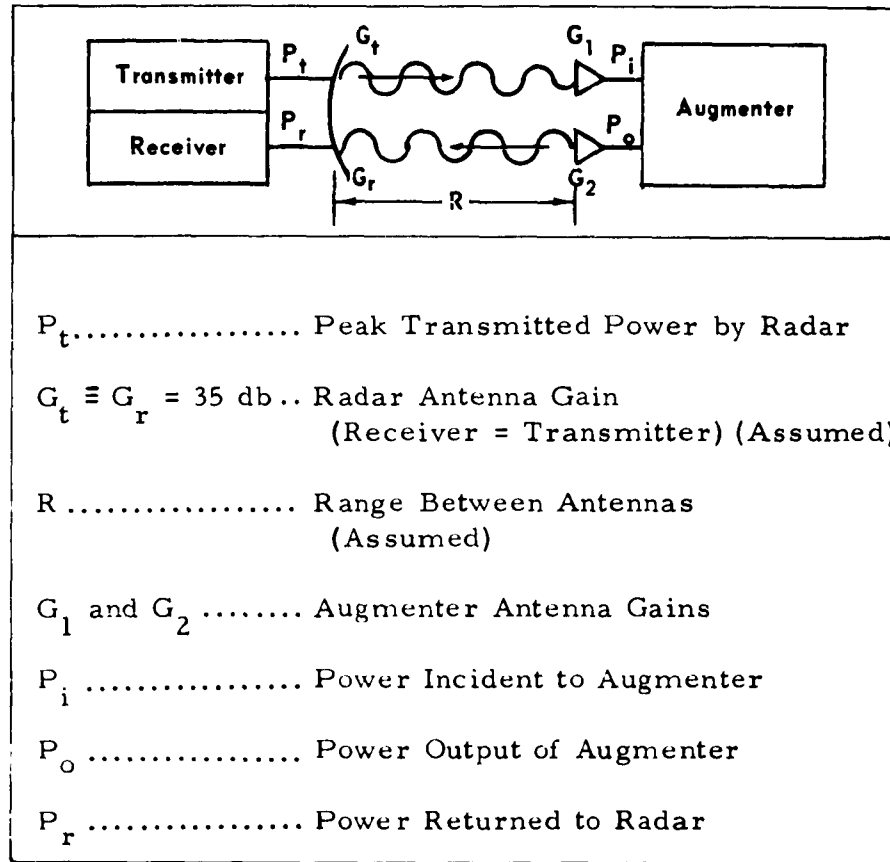 G_t G_1
P_t P_i
Transmitter
Augmenter
P_r P_o
Receiver
G_r G_2
R
P_t.................. Peak Transmitted Power by Radar
G_t ≡ G_r = 35 db .. Radar Antenna Gain
(Receiver = Transmitter) (Assumed)
R .................. Range Between Antennas
(Assumed)
G_1 and G_2 ........ Augmenter Antenna Gains
P_i ................. Power Incident to Augmenter
P_o ................. Power Output of Augmenter
P_r ................. Power Returned to Radar